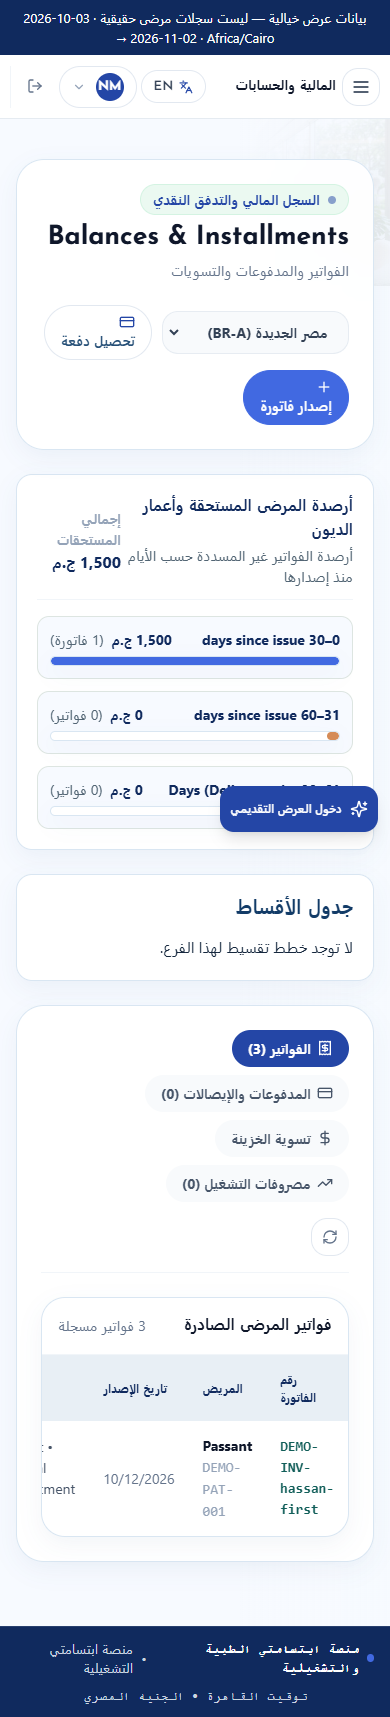 بيانات عرض خيالية — ليست سجلات مرضى حقيقية · 2026-10-03
→ 2026-11-02 · Africa/Cairo
المالية والحسابات
EN
NM
السجل المالي والتدفق النقدي
Balances & Installments
الفواتير والمدفوعات والتسويات
مصر الجديدة (BR-A)
تحصيل دفعة
إصدار فاتورة
أرصدة المرضى المستحقة وأعمار الديون
أرصدة الفواتير غير المسددة حسب الأيام منذ إصدارها
إجمالي المستحقات
1,500 ج.م
0–30 days since issue
1,500 ج.م (1 فاتورة)
31–60 days since issue
0 ج.م (0 فواتير)
Days
0 ج.م (0 فواتير)
دخول العرض التقديمي
جدول الأقساط
لا توجد خطط تقسيط لهذا الفرع.
الفواتير (3)
المدفوعات والإيصالات (0)
تسوية الخزينة
مصروفات التشغيل (0)
فواتير المرضى الصادرة
3 فواتير مسجلة
رقم الفاتورة
المريض
تاريخ الإصدار
DEMO-
INV-
hassan-
first
Passant
DEMO-
PAT-
001
10/12/2026
منصة ابتسامتي الطبية والتشغيلية
• منصة ابتسامتي التشغيلية
توقيت القاهرة • الجنيه المصري